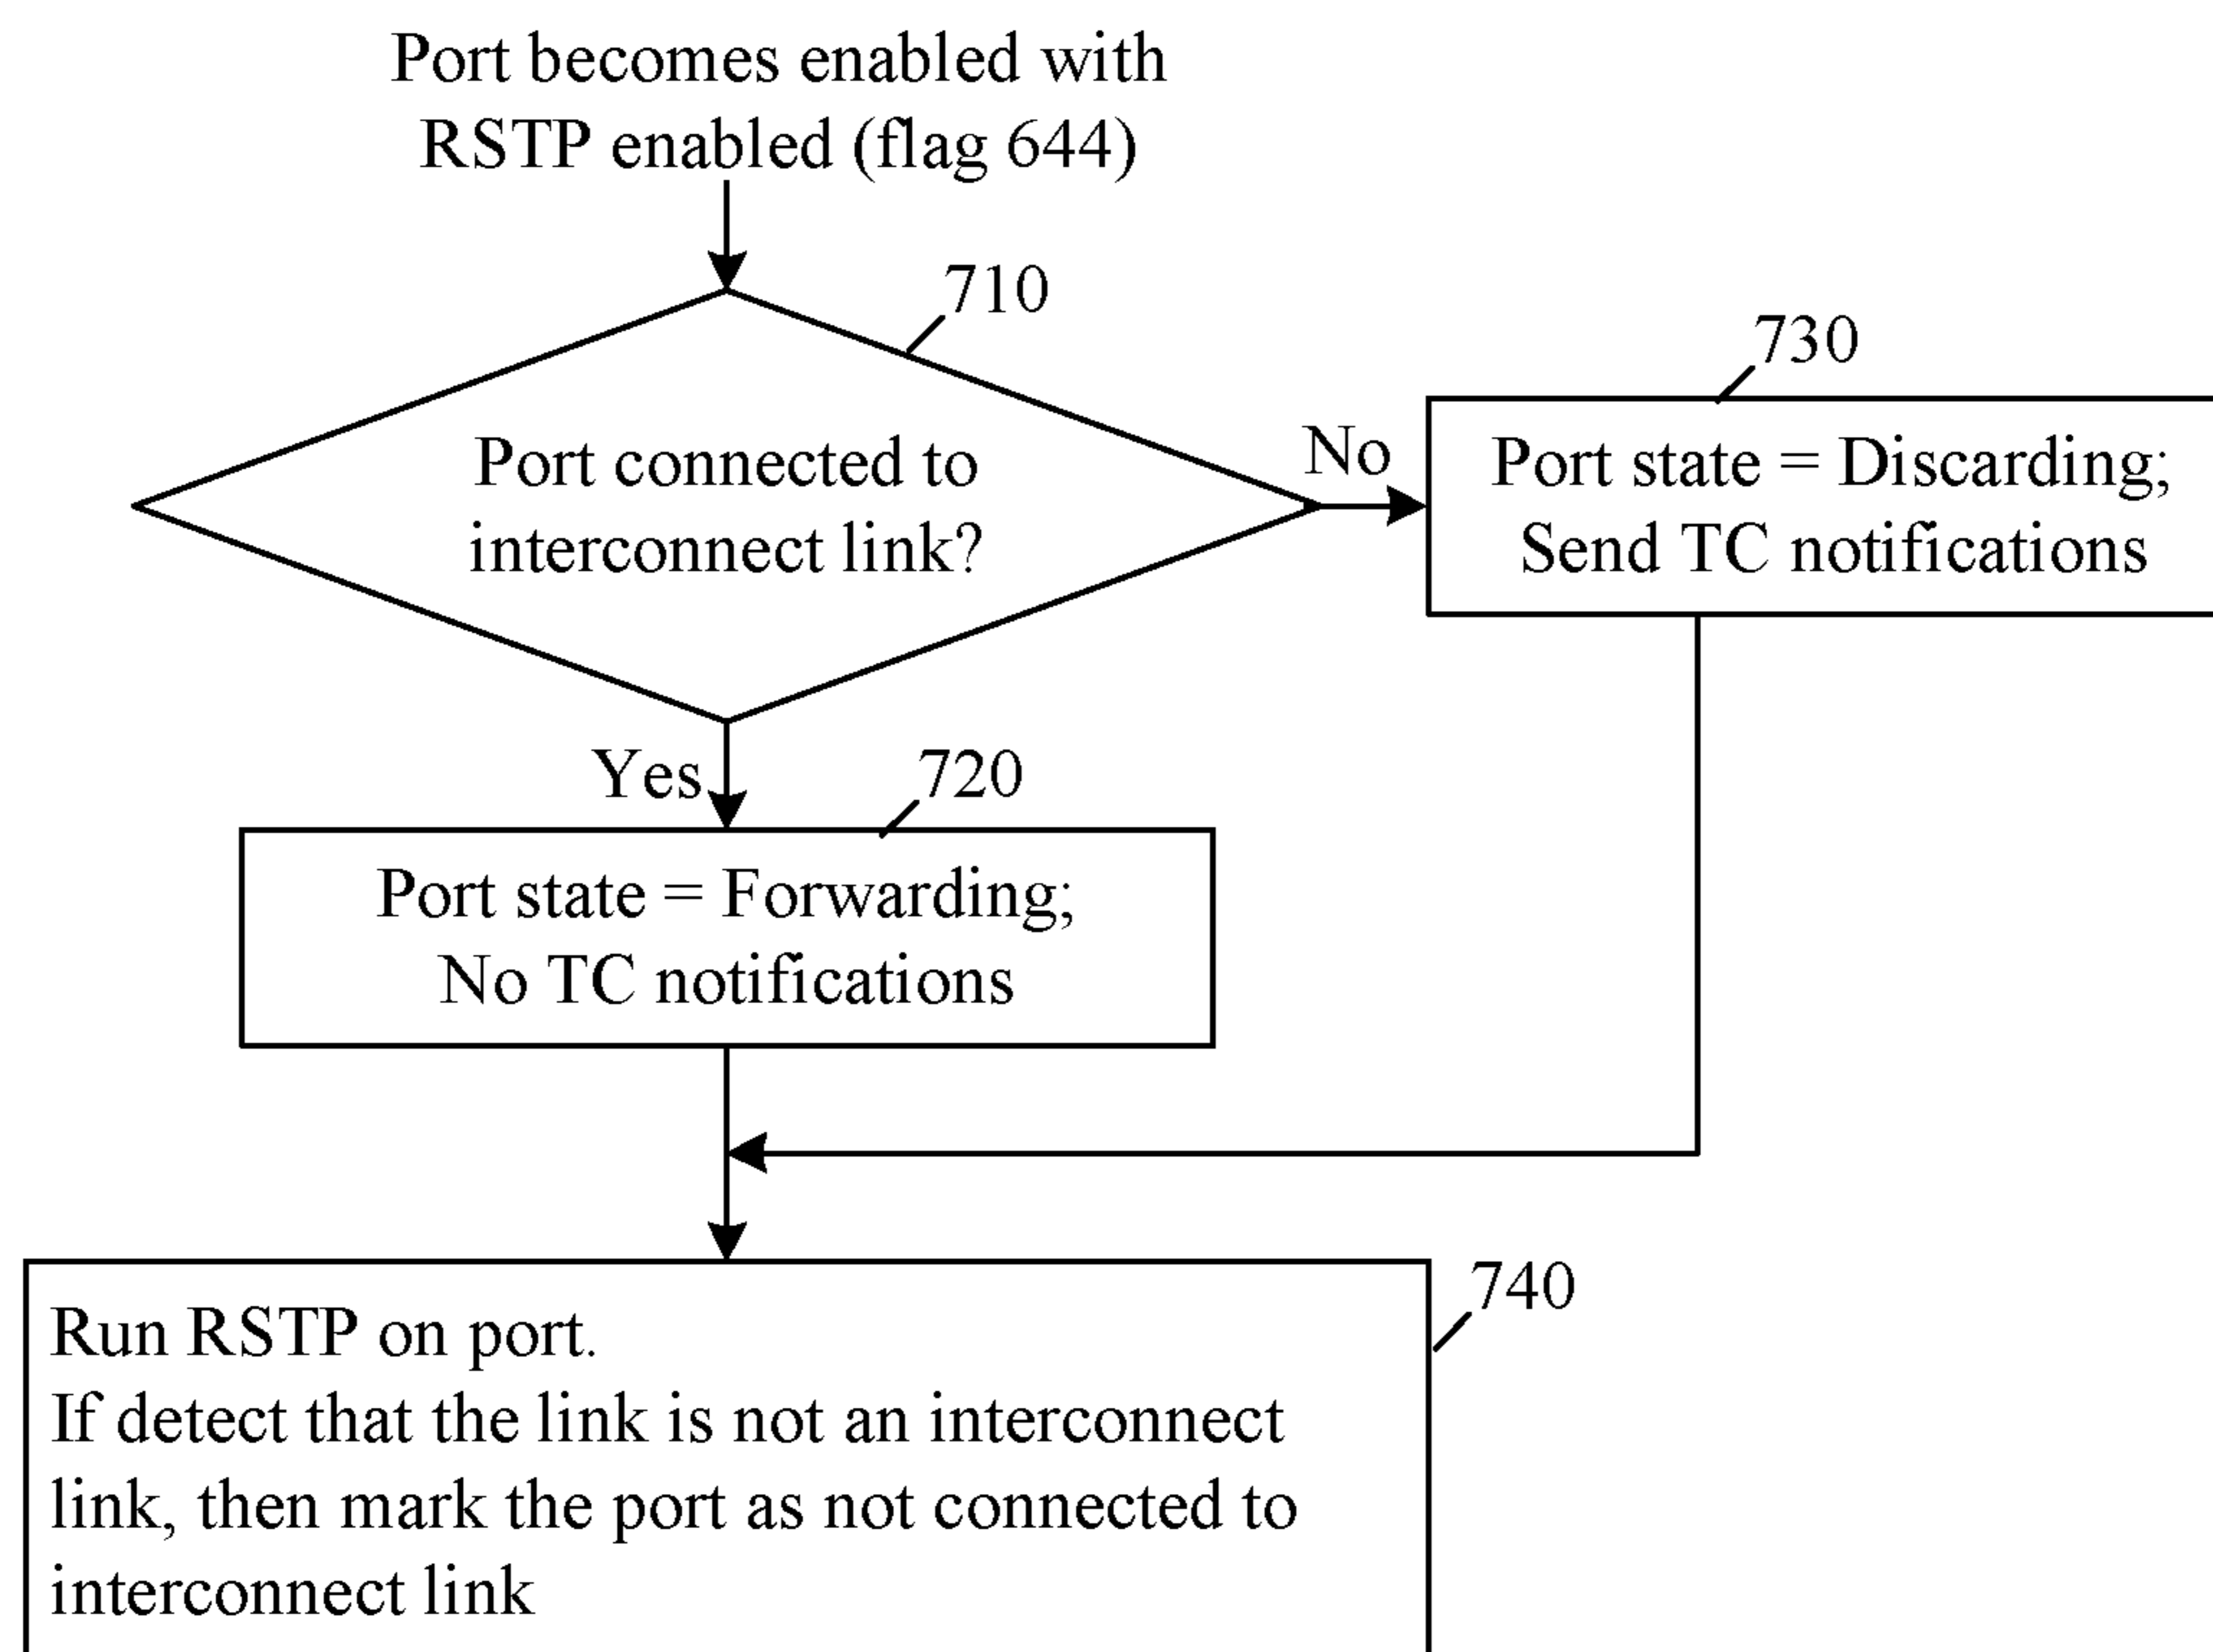 Port becomes enabled with
RSTP enabled (flag 644)
710
Port connected to
interconnect link?
No
730
Port state = Discarding;
Send TC notifications
Yes
720
Port state = Forwarding;
No TC notifications
740
Run RSTP on port.
If detect that the link is not an interconnect
link, then mark the port as not connected to
interconnect link